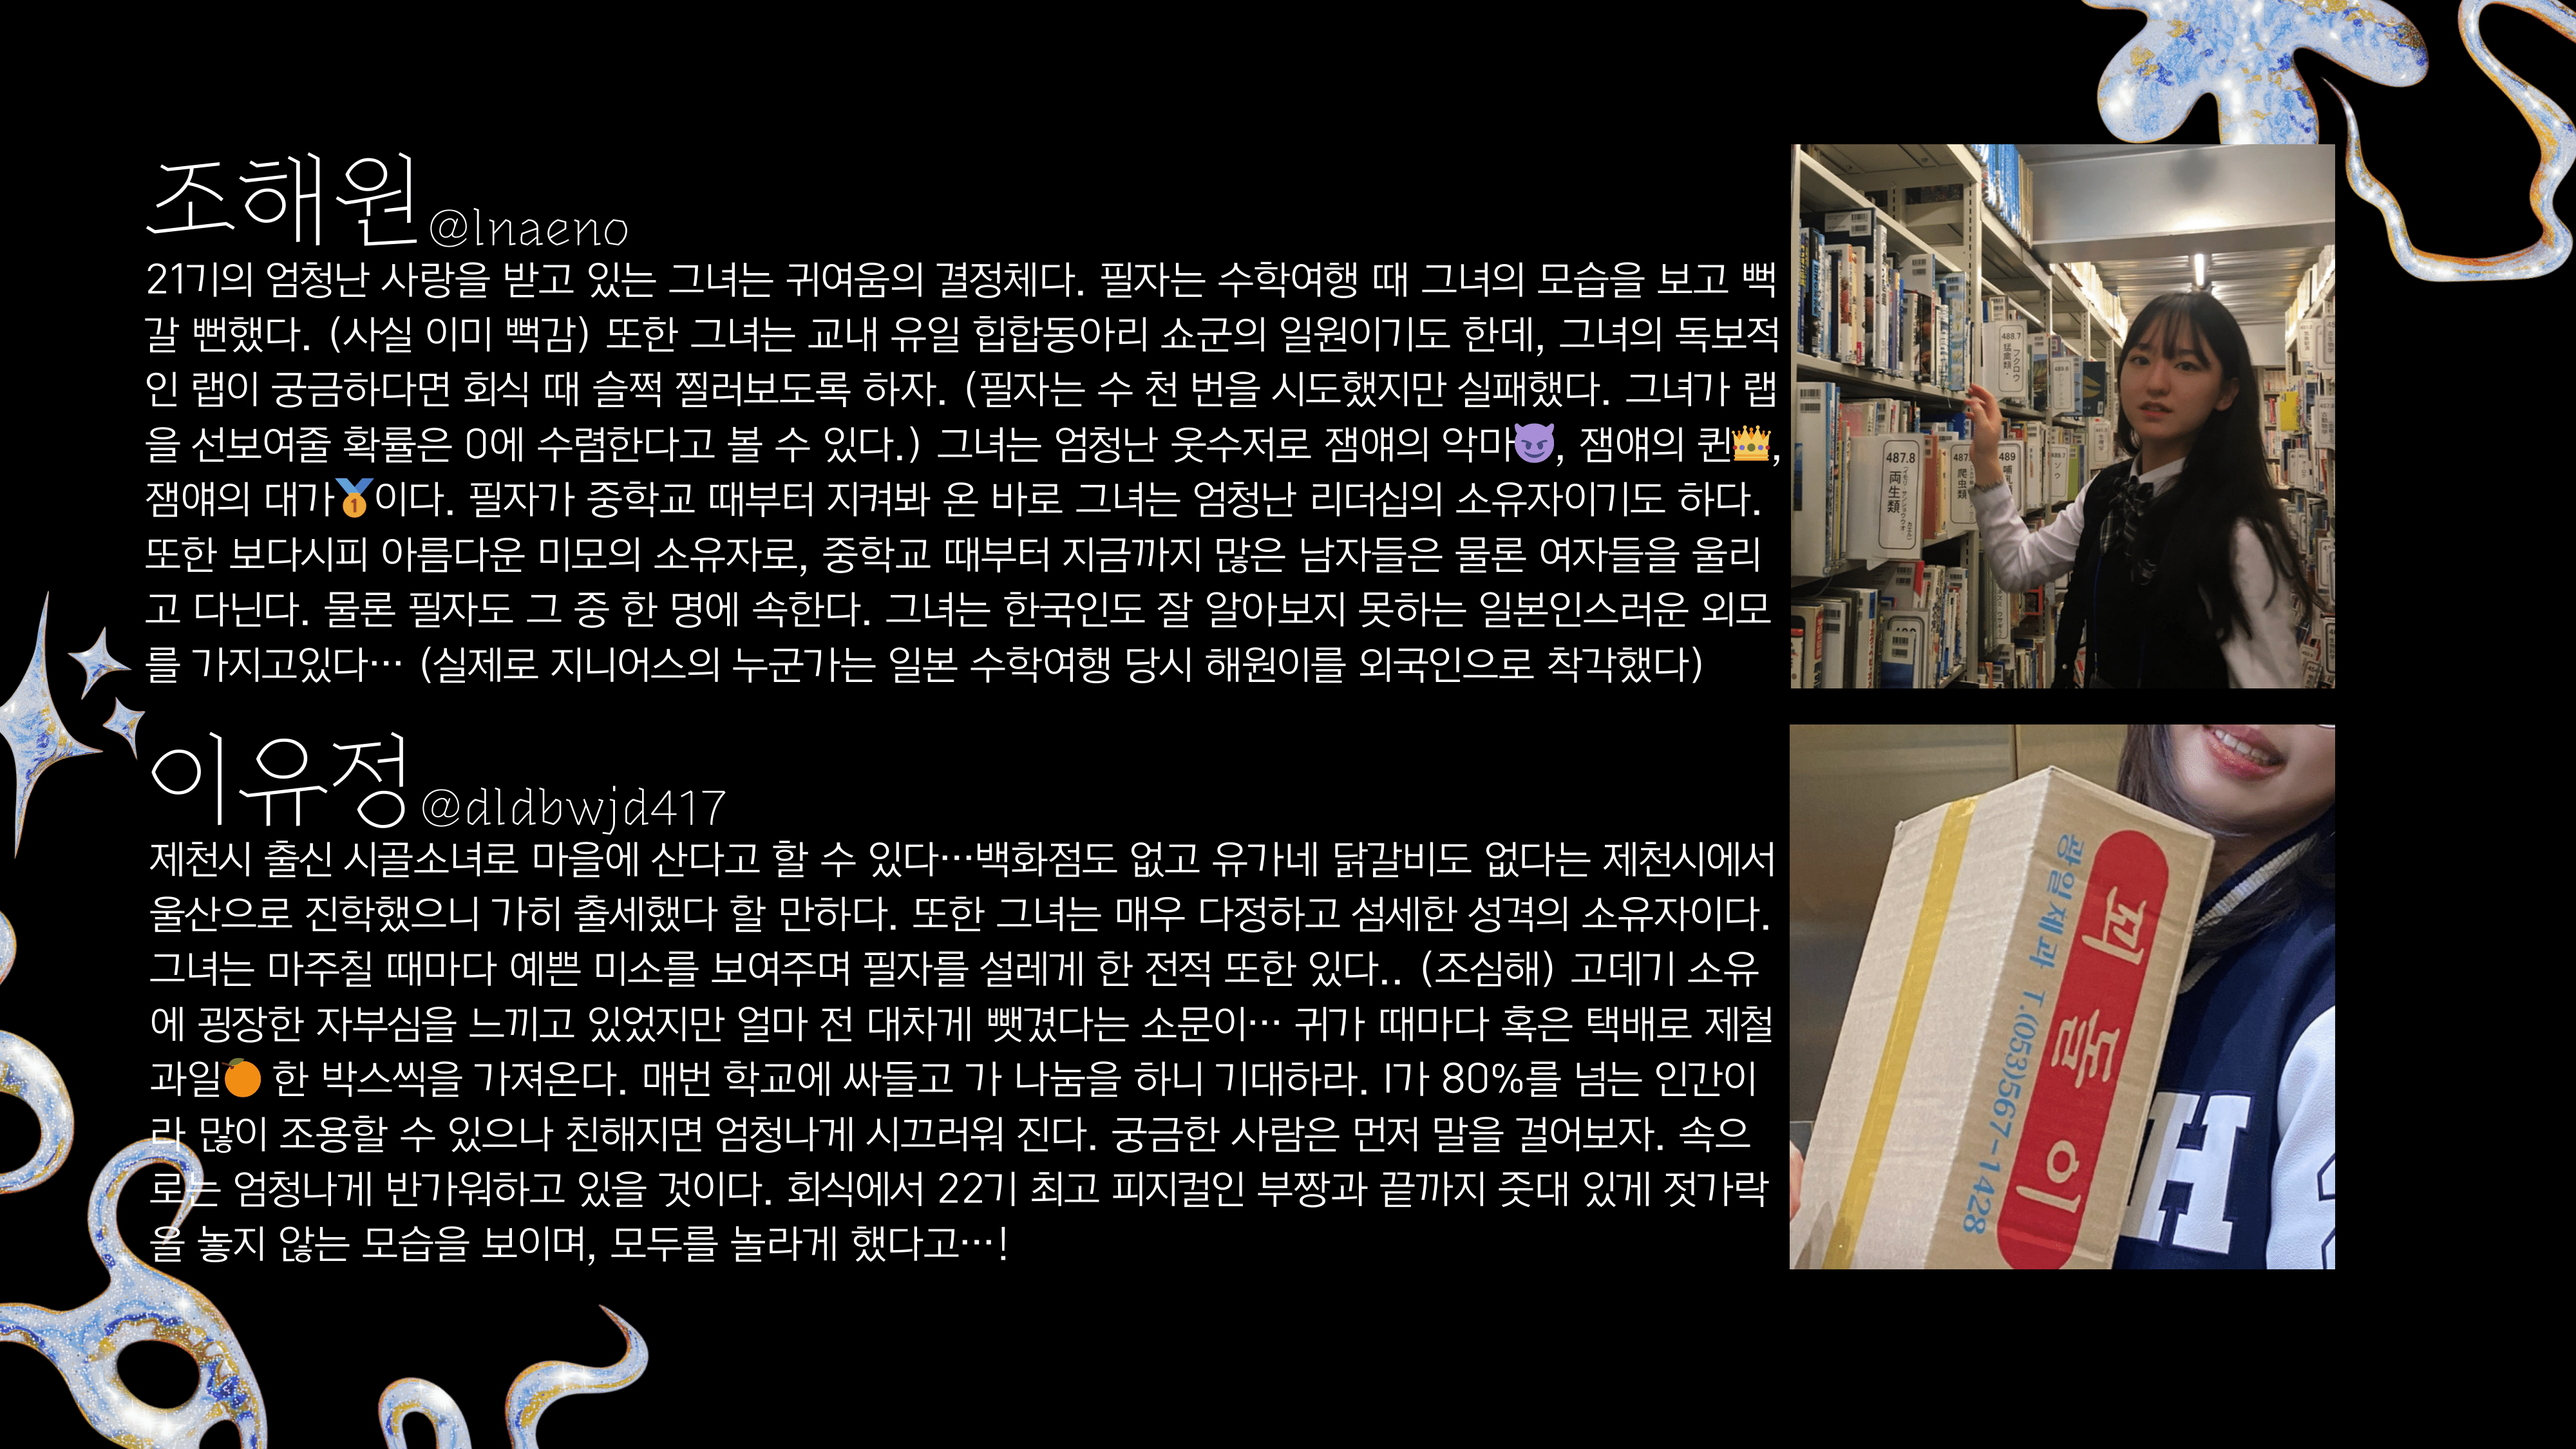 조해원 @lnaeno
21기의 엄청난 사랑을 받고 있는 그녀는 귀여움의 결정체다. 필자는 수학여행 때 그녀의 모습을 보고 뻑
갈 뻔했다. (사실 이미 뻑감) 또한 그녀는 교내 유일 힙합동아리 쇼군의 일원이기도 한데, 그녀의 독보적
인 랩이 궁금하다면 회식 때 슬쩍 찔러보도록 하자. (필자는 수 천 번을 시도했지만 실패했다. 그녀가 랩
을 선보여줄 확률은 0에 수렴한다고 볼 수 있다.) 그녀는 엄청난 웃수저로 잼얘의 악마😈, 잼얘의 퀸👑,
잼얘의 대가🏅이다. 필자가 중학교 때부터 지켜봐 온 바로 그녀는 엄청난 리더십의 소유자이기도 하다.
또한 보다시피 아름다운 미모의 소유자로, 중학교 때부터 지금까지 많은 남자들은 물론 여자들을 울리
고 다닌다. 물론 필자도 그 중 한 명에 속한다. 그녀는 한국인도 잘 알아보지 못하는 일본인스러운 외모
를 가지고있다… (실제로 지니어스의 누군가는 일본 수학여행 당시 해원이를 외국인으로 착각했다)
488.7
猛禽類・
フクロウ
489.8
487.8
両生類
487.
爬虫類
489
哺
489.7
ゾウ
이유정 @dldbwjd417
제천시 출신 시골소녀로 마을에 산다고 할 수 있다…백화점도 없고 유가네 닭갈비도 없다는 제천시에서
울산으로 진학했으니 가히 출세했다 할 만하다. 또한 그녀는 매우 다정하고 섬세한 성격의 소유자이다.
그녀는 마주칠 때마다 예쁜 미소를 보여주며 필자를 설레게 한 전적 또한 있다.. (조심해) 고데기 소유
에 굉장한 자부심을 느끼고 있었지만 얼마 전 대차게 뺏겼다는 소문이… 귀가 때마다 혹은 택배로 제철
과일🍊 한 박스씩을 가져온다. 매번 학교에 싸들고 가 나눔을 하니 기대하라. I가 80%를 넘는 인간이
라 많이 조용할 수 있으나 친해지면 엄청나게 시끄러워 진다. 궁금한 사람은 먼저 말을 걸어보자. 속으
로는 엄청나게 반가워하고 있을 것이다. 회식에서 22기 최고 피지컬인 부짱과 끝까지 줏대 있게 젓가락
을 놓지 않는 모습을 보이며, 모두를 놀라게 했다고…!
꾀돌이
광일제과 T.(053)567-1428
H